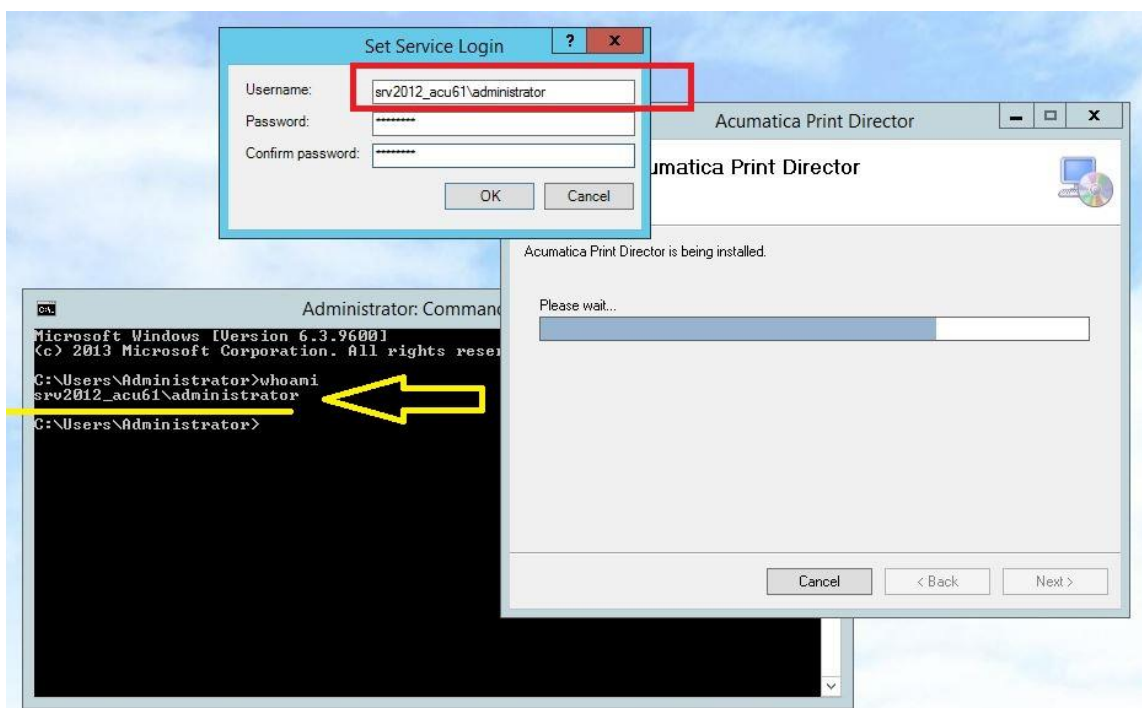 Set Service Login
? x
Username: srv2012_acu61\administrator
Password: ********
Confirm password: ********
OK Cancel
Acumatica Print Director
x
umatica Print Director
Acumatica Print Director is being installed.
Please wait...
Cancel < Back Next >
C:\.
Administrator: Command
Microsoft Windows [Version 6.3.9600]
(c) 2013 Microsoft Corporation. All rights reser
C:\Users\Administrator>whoami
srv2012_acu61\administrator
C:\Users\Administrator>